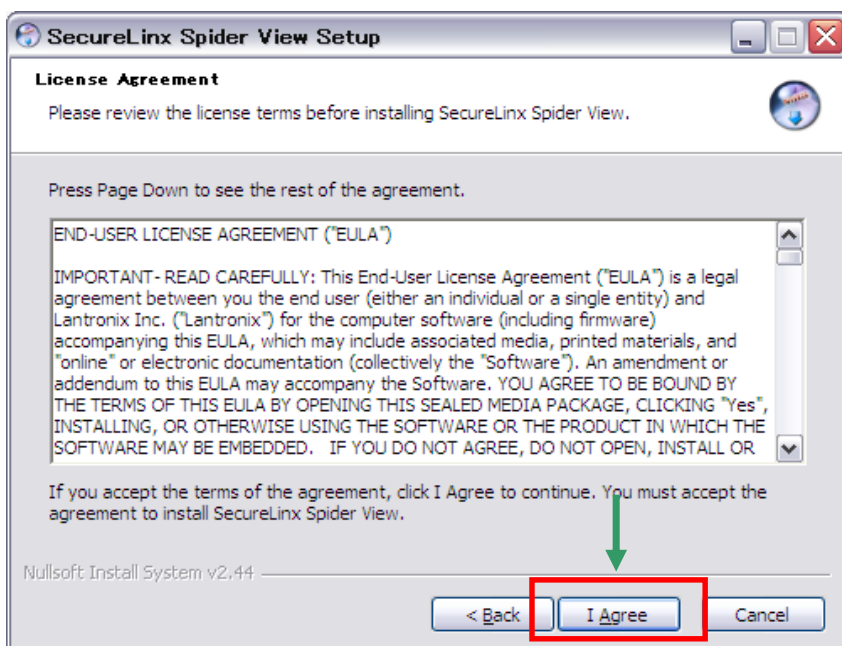 SecureLinx Spider View Setup
License Agreement
Please review the license terms before installing SecureLinx Spider View.
Press Page Down to see the rest of the agreement.
END-USER LICENSE AGREEMENT ("EULA")
IMPORTANT- READ CAREFULLY: This End-User License Agreement ("EULA") is a legal
agreement between you the end user (either an individual or a single entity) and
Lantronix Inc. ("Lantronix") for the computer software (including firmware)
accompanying this EULA, which may include associated media, printed materials, and
"online" or electronic documentation (collectively the "Software"). An amendment or
addendum to this EULA may accompany the Software. YOU AGREE TO BE BOUND BY
THE TERMS OF THIS EULA BY OPENING THIS SEALED MEDIA PACKAGE, CLICKING "Yes",
INSTALLING, OR OTHERWISE USING THE SOFTWARE OR THE PRODUCT IN WHICH THE
SOFTWARE MAY BE EMBEDDED. IF YOU DO NOT AGREE, DO NOT OPEN, INSTALL OR
If you accept the terms of the agreement, click I Agree to continue. You must accept the
agreement to install SecureLinx Spider View.
Nullsoft Install System v2.44
< Back
I Agree
Cancel